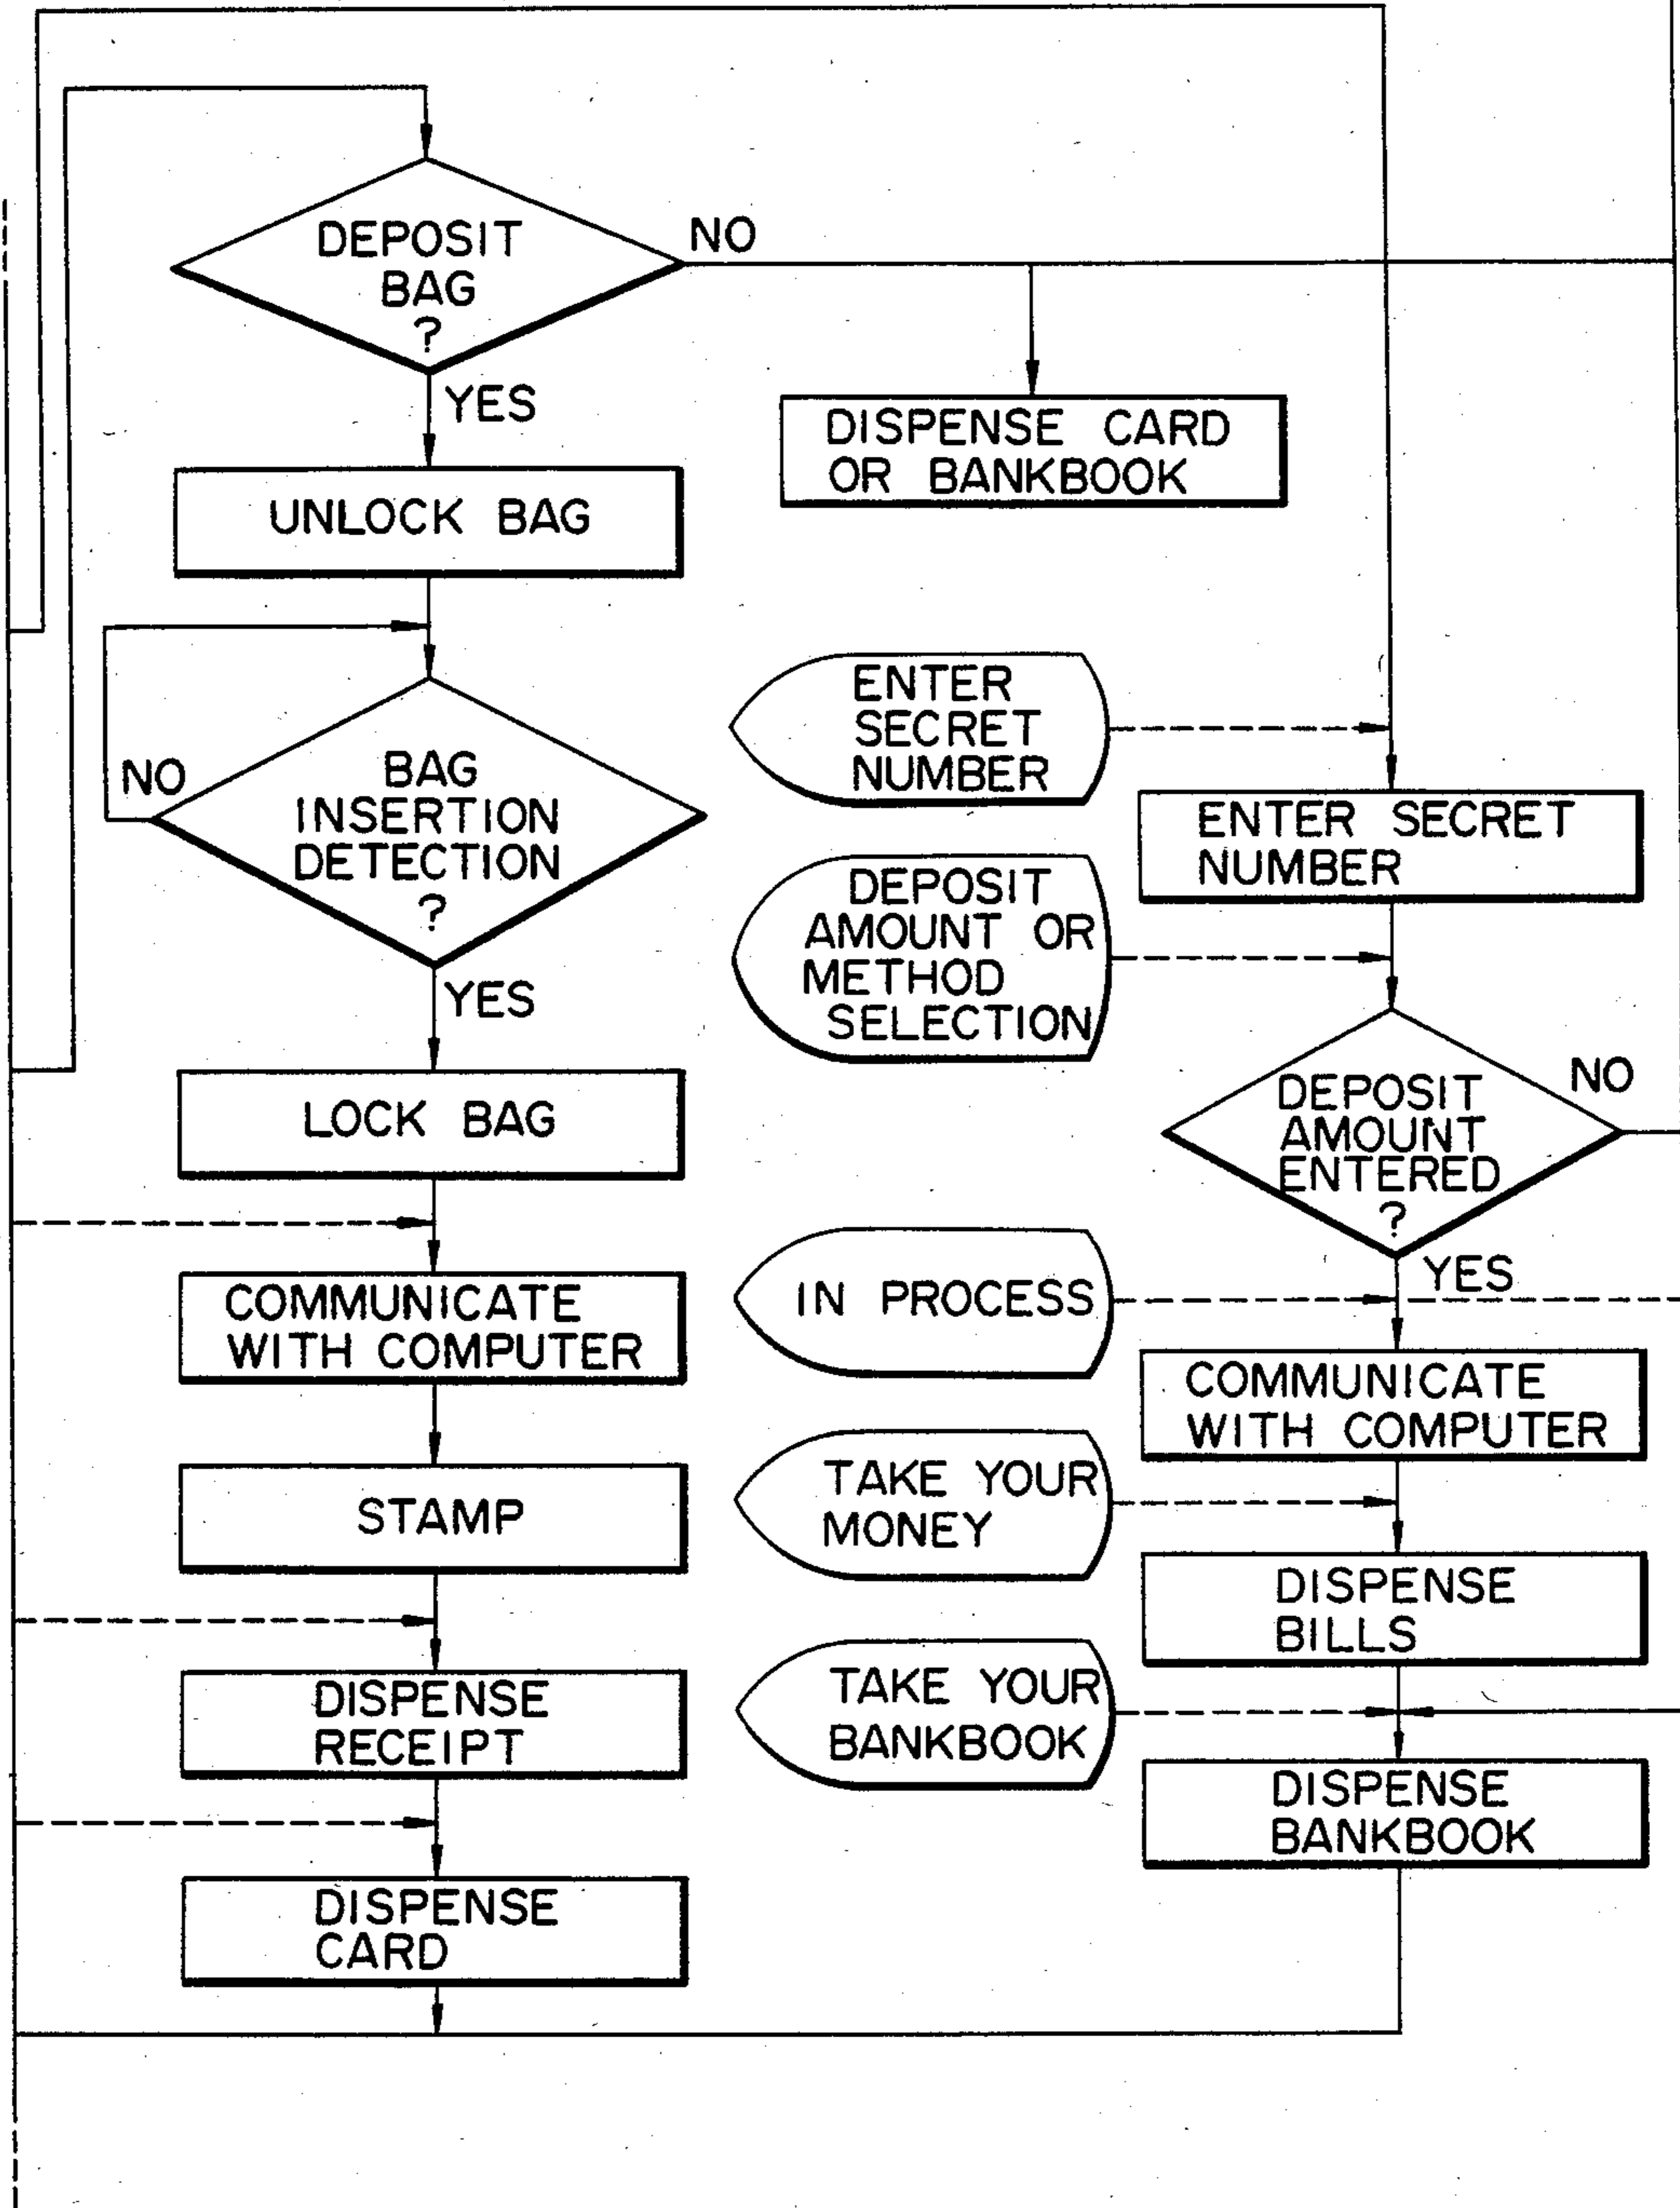 DEPOSIT
BAG
?
NO
YES
UNLOCK BAG
BAG
INSERTION
DETECTION
?
NO
YES
LOCK BAG
COMMUNICATE
WITH COMPUTER
STAMP
DISPENSE
RECEIPT
DISPENSE
CARD
DISPENSE CARD
OR BANKBOOK
ENTER
SECRET
NUMBER
DEPOSIT
AMOUNT OR
METHOD
SELECTION
IN PROCESS
TAKE YOUR
MONEY
TAKE YOUR
BANKBOOK
ENTER SECRET
NUMBER
DEPOSIT
AMOUNT
ENTERED
?
NO
YES
COMMUNICATE
WITH COMPUTER
DISPENSE
BILLS
DISPENSE
BANKBOOK